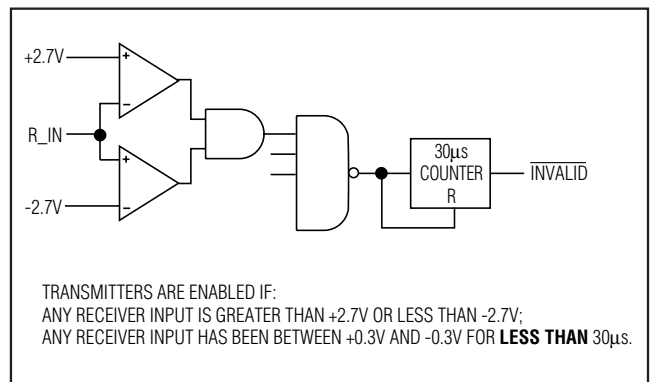 +2.7V
+
−
R_IN
+
−
-2.7V
30μs
COUNTER
R
INVALID
TRANSMITTERS ARE ENABLED IF:
ANY RECEIVER INPUT IS GREATER THAN +2.7V OR LESS THAN -2.7V;
ANY RECEIVER INPUT HAS BEEN BETWEEN +0.3V AND -0.3V FOR LESS THAN 30μs.